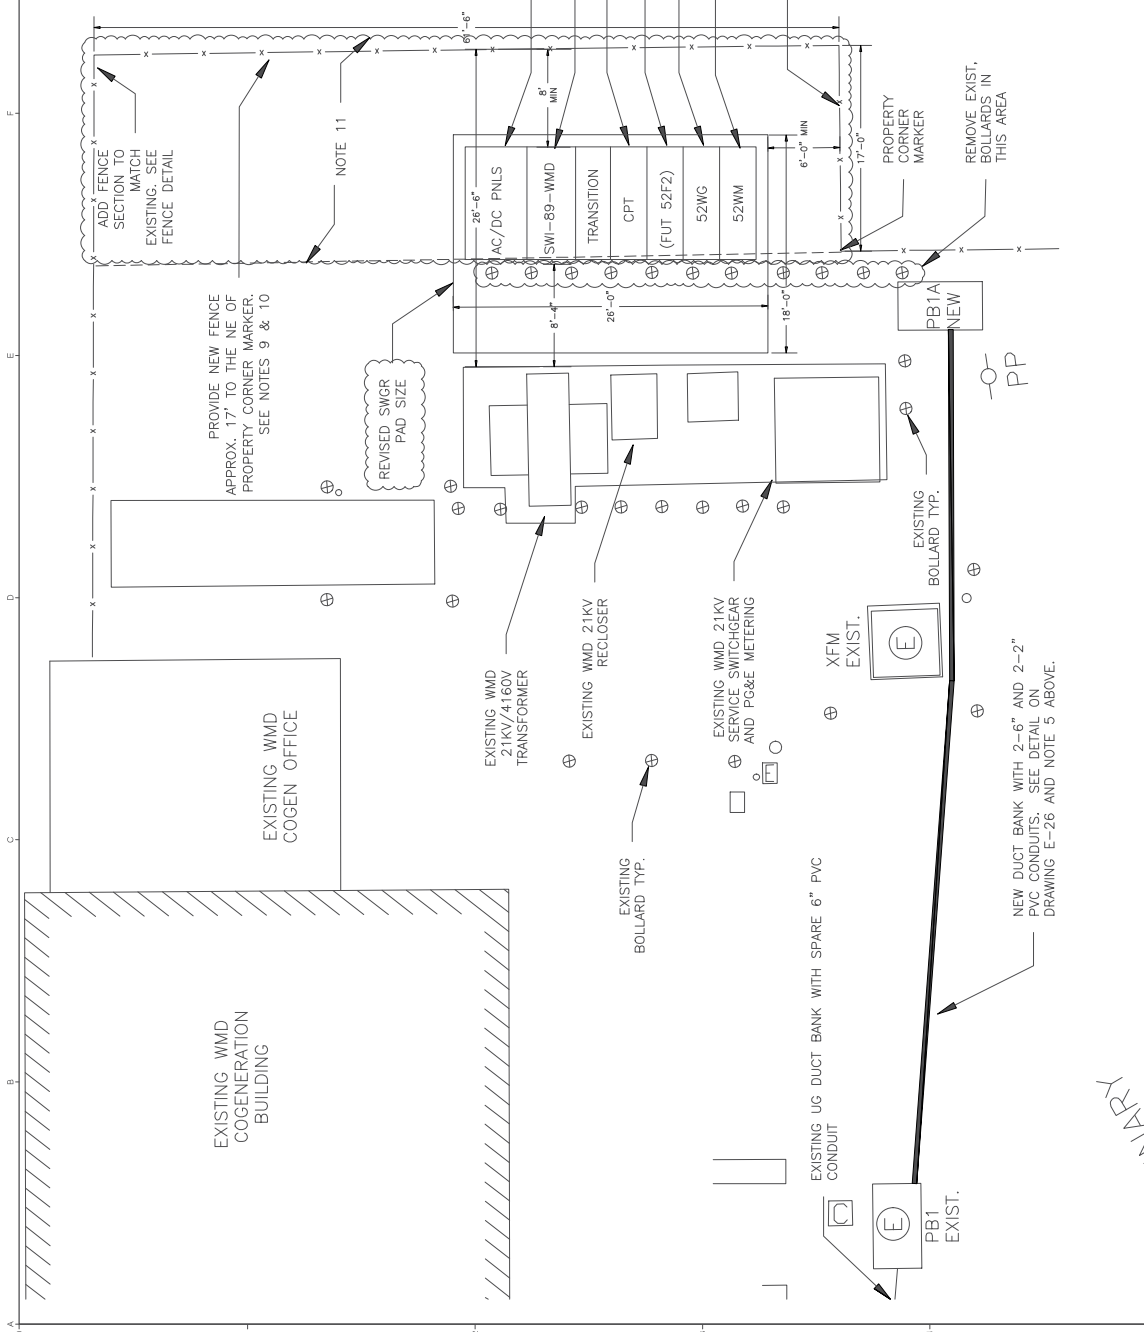 61'-6"
ADD FENCE
SECTION TO
MATCH
EXISTING. SEE
FENCE DETAIL
NOTE 11
8'
MIN
26'-6"
AC/DC PNLS
SWI-89-WMD
TRANSITION
CPT
(FUT 52F2)
52WG
52WM
6'-0" MIN
17'-0"
PROPERTY
CORNER
MARKER
REMOVE EXIST,
BOLLARDS IN
THIS AREA
PROVIDE NEW FENCE
APPROX. 17' TO THE NE OF
PROPERTY CORNER MARKER.
SEE NOTES 9 & 10
REVISED SWGR
PAD SIZE
8'-4"
26'-0"
18'-0"
PB1A
NEW
PP
EXISTING WMD
21KV/4160V
TRANSFORMER
EXISTING WMD 21KV
RECLOSER
EXISTING WMD 21KV
SERVICE SWITCHGEAR
AND PG&E METERING
EXISTING
BOLLARD TYP.
XFM
EXIST.
E
EXISTING WMD
COGEN OFFICE
EXISTING
BOLLARD TYP.
E
NEW DUCT BANK WITH 2-6" AND 2-2"
PVC CONDUITS. SEE DETAIL ON
DRAWING E-26 AND NOTE 5 ABOVE.
EXISTING WMD
COGENERATION
BUILDING
EXISTING UG DUCT BANK WITH SPARE 6" PVC
CONDUIT
C
E
PB1
EXIST.
F
E
D
C
B
A